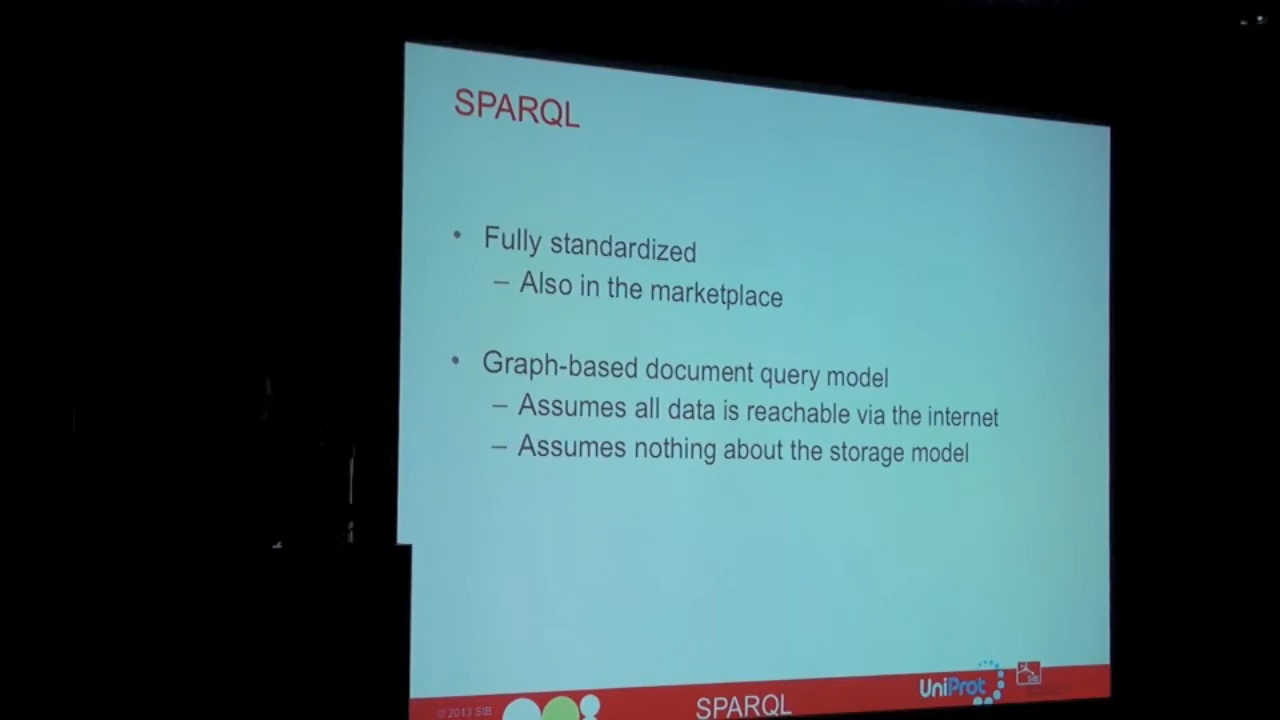 SPARQL
• Fully standardized
– Also in the marketplace
• Graph-based document query model
– Assumes all data is reachable via the internet
– Assumes nothing about the storage model
© 2013 SIB
SPARQL
UniProt
SIB